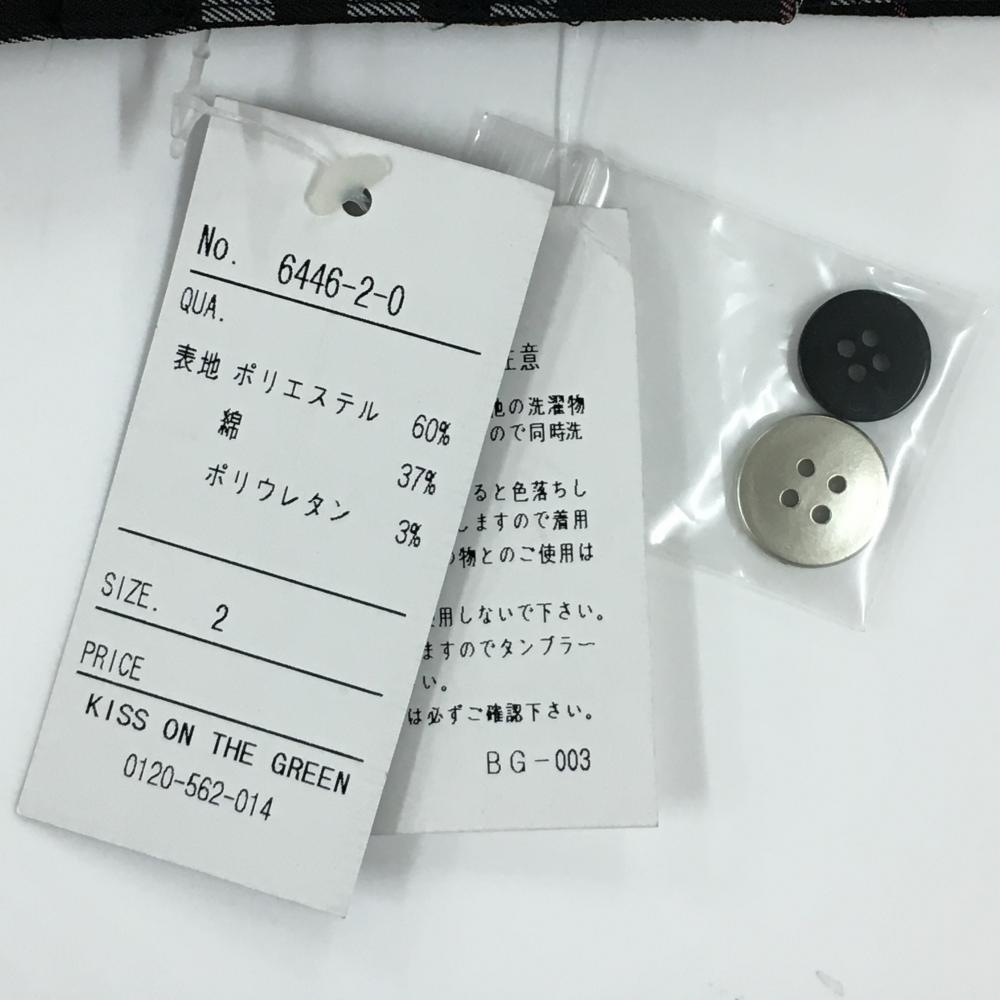 No. 6446-2-0
QUA.
表地 ポリエステル 60%
綿 37%
ポリウレタン 3%
SIZE. 2
PRICE
KISS ON THE GREEN
0120-562-014
意
の洗濯物
ので同時洗
ると色落ちし
しますので着用
物とのご使用は
用しないで下さい。
ますのでタンブラー
い。
は必ずご確認下さい。
BG-003